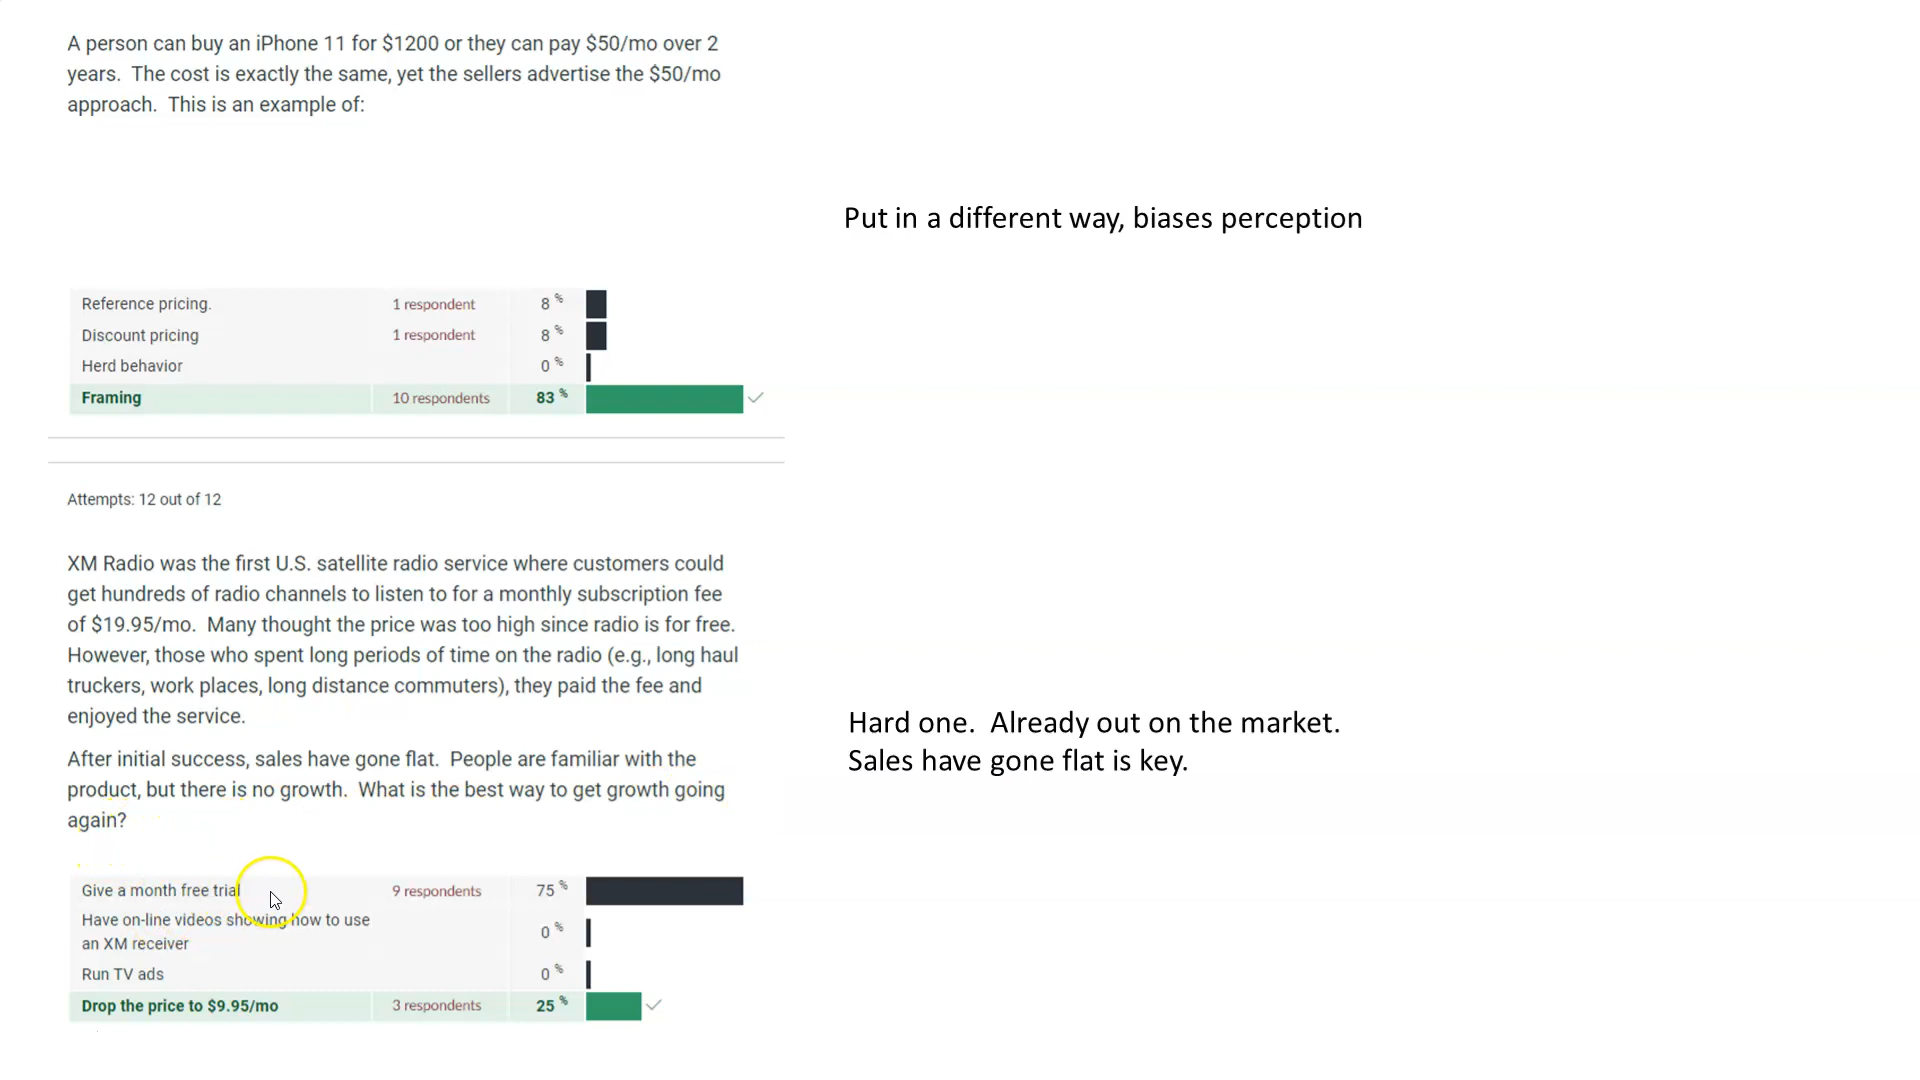 A person can buy an iPhone 11 for $1200 or they can pay $50/mo over 2
years.  The cost is exactly the same, yet the sellers advertise the $50/mo
approach.  This is an example of:
Put in a different way, biases perception
Reference pricing. 1 respondent 8 %
Discount pricing 1 respondent 8 %
Herd behavior 0 %
Framing 10 respondents 83 %
Attempts: 12 out of 12
XM Radio was the first U.S. satellite radio service where customers could
get hundreds of radio channels to listen to for a monthly subscription fee
of $19.95/mo.  Many thought the price was too high since radio is for free.
However, those who spent long periods of time on the radio (e.g., long haul
truckers, work places, long distance commuters), they paid the fee and
enjoyed the service.
After initial success, sales have gone flat.  People are familiar with the
product, but there is no growth.  What is the best way to get growth going
again?
Hard one.  Already out on the market.
Sales have gone flat is key.
Give a month free trial 9 respondents 75 %
Have on-line videos showing how to use
an XM receiver 0 %
Run TV ads 0 %
Drop the price to $9.95/mo 3 respondents 25 %